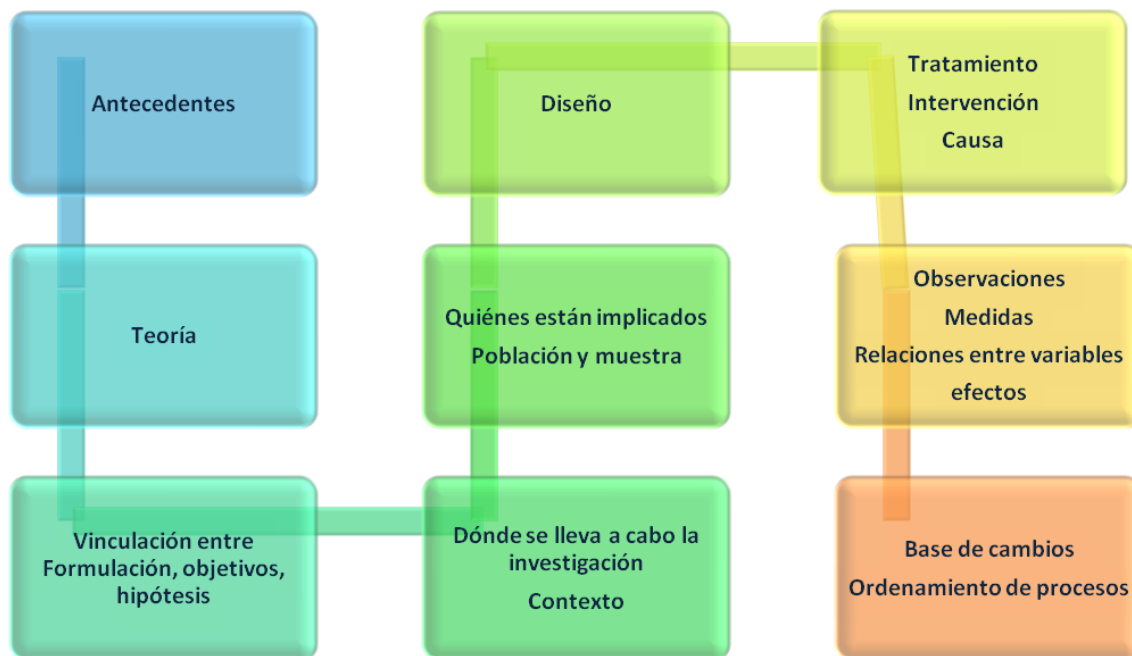 Antecedentes
Teoría
Vinculación entre
Formulación, objetivos,
hipótesis
Dónde se lleva a cabo la
investigación
Contexto
Quiénes están implicados
Población y muestra
Diseño
Tratamiento
Intervención
Causa
Observaciones
Medidas
Relaciones entre variables
efectos
Base de cambios
Ordenamiento de procesos